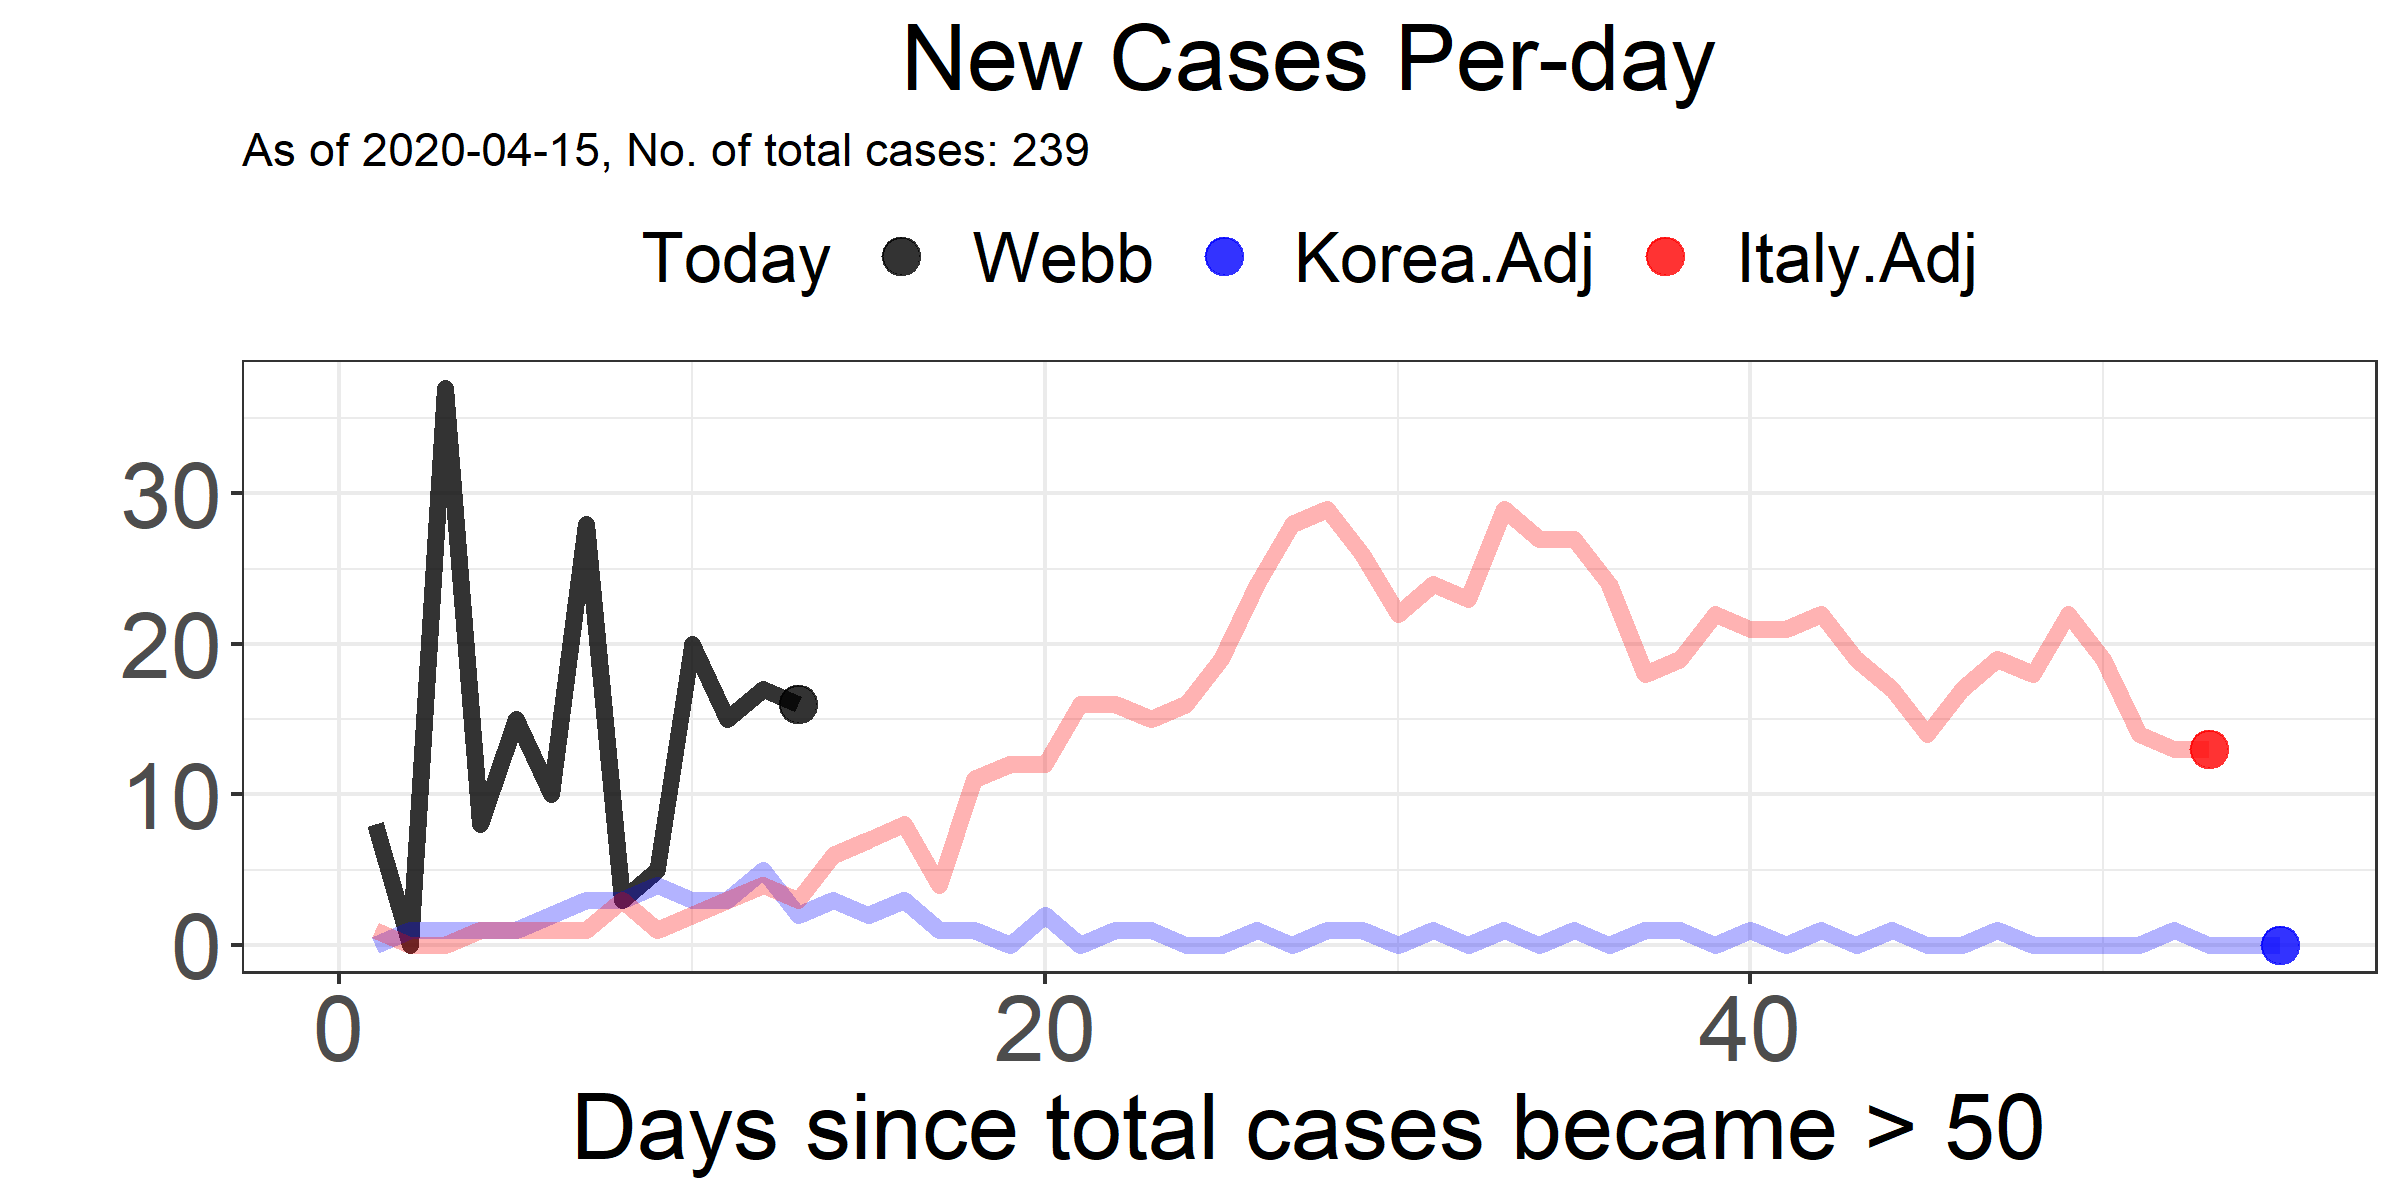 New Cases Per-day
As of 2020-04-15, No. of total cases: 239
Today Webb Korea.Adj Italy.Adj
30
20
10
0
0 20 40
Days since total cases became > 50